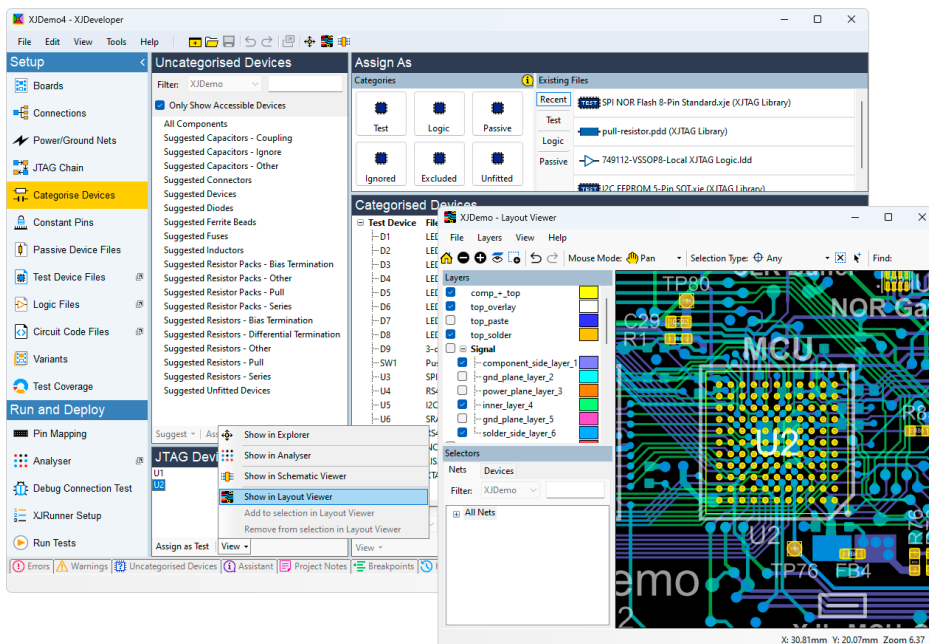 XJDemo4 - XJDeveloper
File Edit View Tools Help
Setup
Boards
Connections
Power/Ground Nets
JTAG Chain
Categorise Devices
Constant Pins
Passive Device Files
Test Device Files
Logic Files
Circuit Code Files
Variants
Test Coverage
Run and Deploy
Pin Mapping
Analyser
Debug Connection Test
XJRunner Setup
Run Tests
Uncategorised Devices
Filter: XJDemo
Only Show Accessible Devices
All Components
Suggested Capacitors - Coupling
Suggested Capacitors - Ignore
Suggested Capacitors - Other
Suggested Connectors
Suggested Devices
Suggested Diodes
Suggested Ferrite Beads
Suggested Fuses
Suggested Inductors
Suggested Resistor Packs - Bias Termination
Suggested Resistor Packs - Other
Suggested Resistor Packs - Pull
Suggested Resistor Packs - Series
Suggested Resistors - Bias Termination
Suggested Resistors - Differential Termination
Suggested Resistors - Other
Suggested Resistors - Pull
Suggested Resistors - Series
Suggested Unfitted Devices
Suggest
JTAG Devi
U1
U2
Assign as Test View
Show in Explorer
Show in Analyser
Show in Schematic Viewer
Show in Layout Viewer
Add to selection in Layout Viewer
Remove from selection in Layout Viewer
Assign As
Categories
Test Logic Passive
Ignored Excluded Unfitted
Existing Files
Recent
Test
Logic
Passive
TEST SPI NOR Flash 8-Pin Standard.xje (XJTAG Library)
pull-resistor.pdd (XJTAG Library)
749112-VSSOP8-Local XJTAG Logic.ldd
TEST I2C EEPROM 5-Pin SOT.xje (XJTAG Library)
Categorised Devices
Test Device
D1
D2
D3
D4
D5
D6
D7
D8
D9
SW1
U3
U4
U5
U6
View
Errors Warnings Uncategorised Devices Assistant Project Notes Breakpoints
XJDemo - Layout Viewer
File Layers View Help
Mouse Mode: Pan Selection Type: Any Find:
Layers
comp_+_top
top_overlay
top_paste
top_solder
Signal
component_side_layer_1
gnd_plane_layer_2
power_plane_layer_3
inner_layer_4
gnd_plane_layer_5
solder_side_layer_6
Selectors
Nets Devices
Filter: XJDemo
All Nets
TP80
C29
R1
MCU
U2
U2
TP76 FB4
R76
X: 30.81mm Y: 20.07mm Zoom 6.37